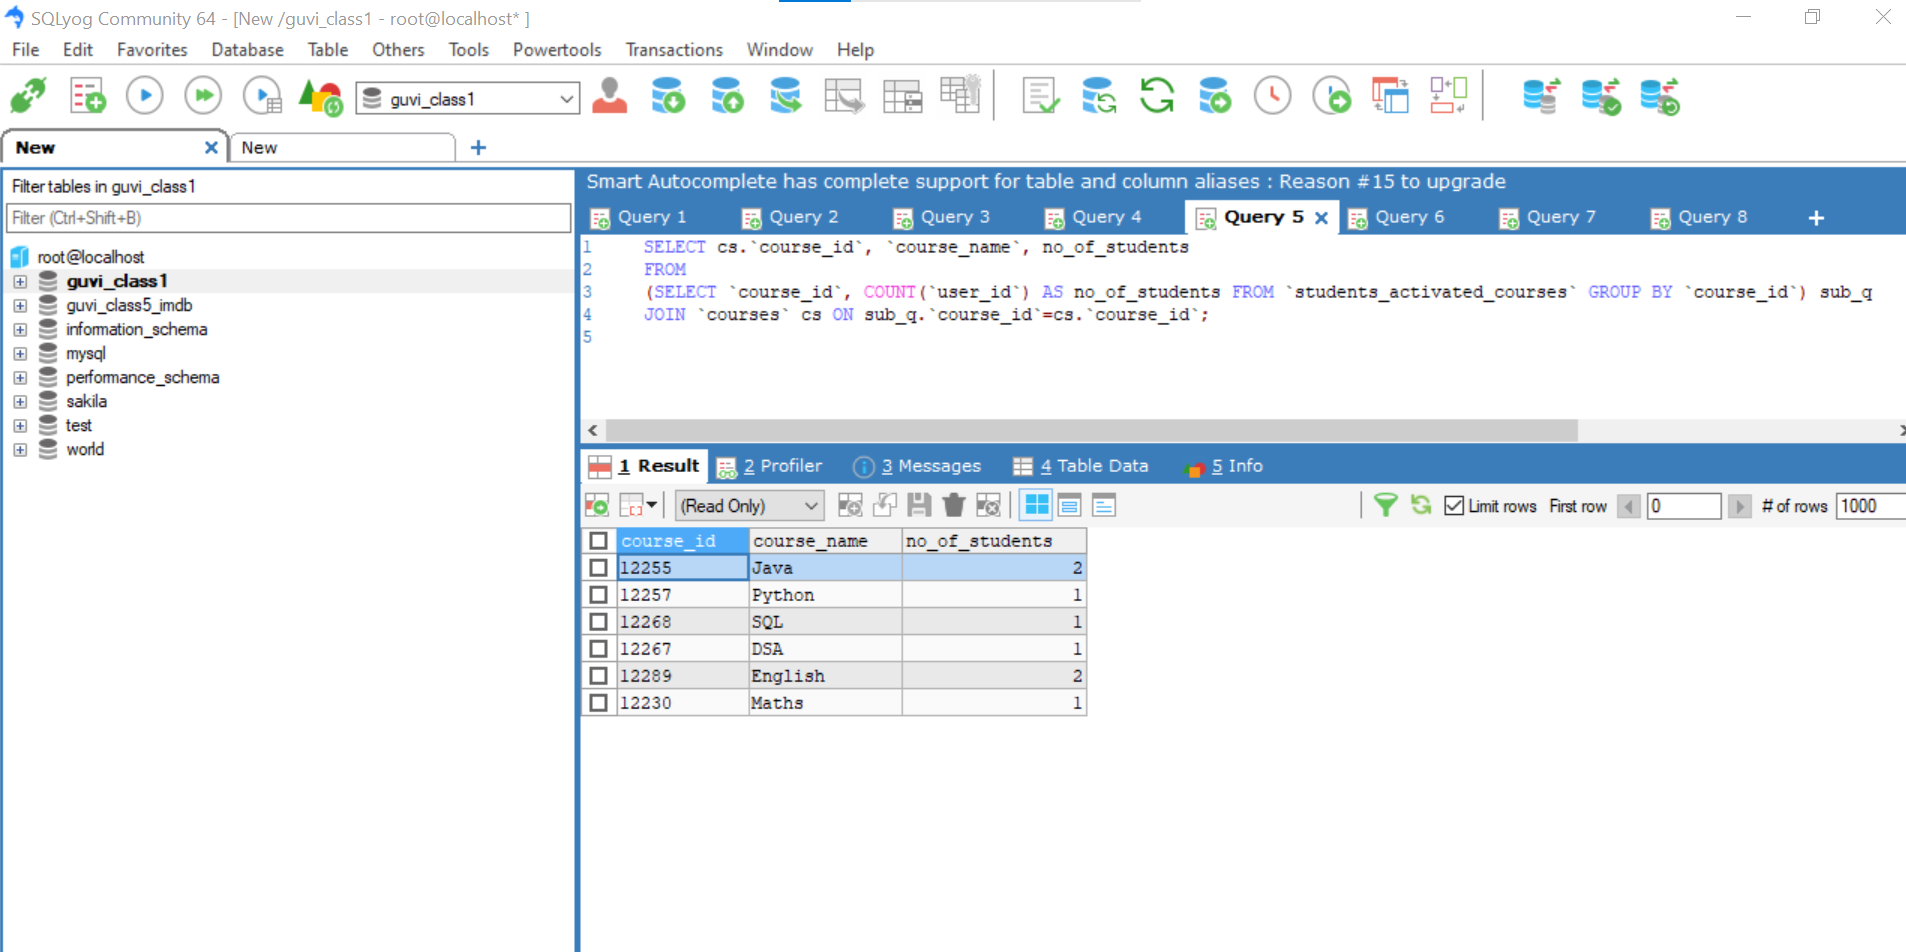 SQLyog Community 64 - [New /guvi_class1 - root@localhost* ]
File Edit Favorites Database Table Others Tools Powertools Transactions Window Help
guvi_class1
New New
Filter tables in guvi_class1
Filter (Ctrl+Shift+B)
root@localhost
guvi_class1
guvi_class5_imdb
information_schema
mysql
performance_schema
sakila
test
world
Smart Autocomplete has complete support for table and column aliases : Reason #15 to upgrade
Query 1 Query 2 Query 3 Query 4 Query 5 Query 6 Query 7 Query 8
1 SELECT cs.`course_id`, `course_name`, no_of_students
2 FROM
3 (SELECT `course_id`, COUNT(`user_id`) AS no_of_students FROM `students_activated_courses` GROUP BY `course_id`) sub_q
4 JOIN `courses` cs ON sub_q.`course_id`=cs.`course_id`;
5
1 Result 2 Profiler 3 Messages 4 Table Data 5 Info
(Read Only) Limit rows First row 0 # of rows 1000
course_id course_name no_of_students
12255 Java 2
12257 Python 1
12268 SQL 1
12267 DSA 1
12289 English 2
12230 Maths 1